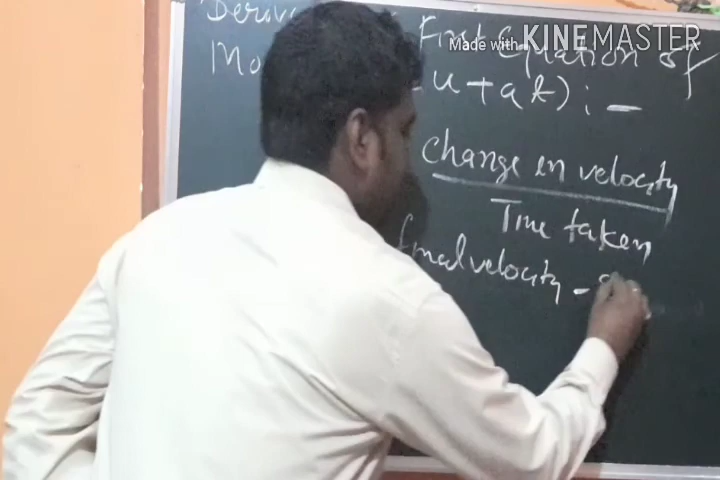 Deriv First Equation of
Mo u + at) : -
Change in velocity
Time taken
final velocity -
Made with KINEMASTER